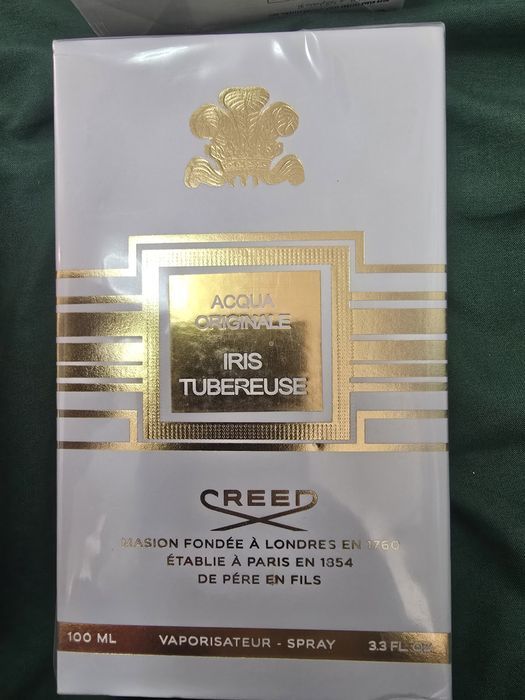 ACQUA
ORIGINALE
IRIS
TUBEREUSE
CREED
MASION FONDÉE À LONDRES EN 1760
ÉTABLIE À PARIS EN 1854
DE PÉRE EN FILS
100 ML
VAPORISATEUR - SPRAY
3.3 FL. OZ.